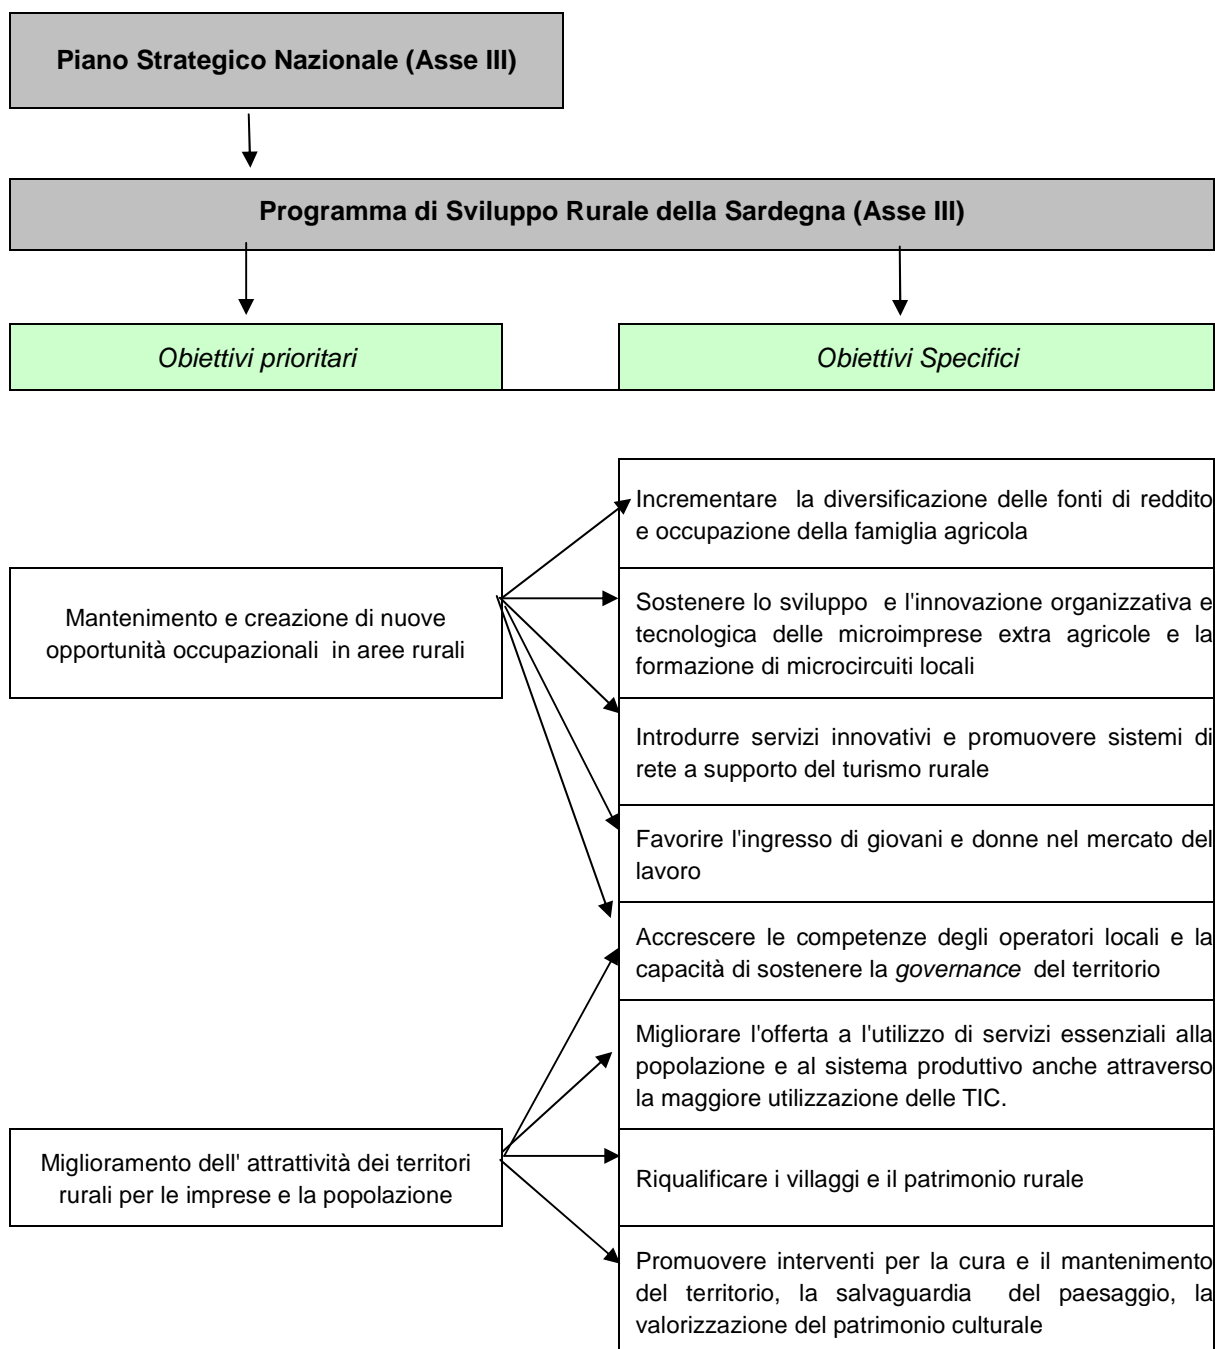 Piano Strategico Nazionale (Asse III)
Programma di Sviluppo Rurale della Sardegna (Asse III)
Obiettivi prioritari
Obiettivi Specifici
Incrementare la diversificazione delle fonti di reddito
e occupazione della famiglia agricola
Mantenimento e creazione di nuove
opportunità occupazionali in aree rurali
Sostenere lo sviluppo e l'innovazione organizzativa e
tecnologica delle microimprese extra agricole e la
formazione di microcircuiti locali
Introdurre servizi innovativi e promuovere sistemi di
rete a supporto del turismo rurale
Favorire l'ingresso di giovani e donne nel mercato del
lavoro
Accrescere le competenze degli operatori locali e la
capacità di sostenere la governance del territorio
Migliorare l'offerta a l'utilizzo di servizi essenziali alla
popolazione e al sistema produttivo anche attraverso
la maggiore utilizzazione delle TIC.
Miglioramento dell' attrattività dei territori
rurali per le imprese e la popolazione
Riqualificare i villaggi e il patrimonio rurale
Promuovere interventi per la cura e il mantenimento
del territorio, la salvaguardia del paesaggio, la
valorizzazione del patrimonio culturale